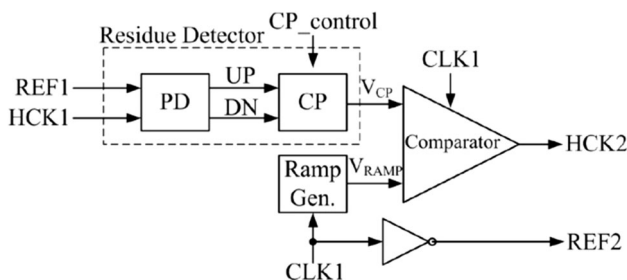 CP_control
Residue Detector
CLK1
REF1
UP
V_CP
PD
CP
HCK1
DN
Comparator
HCK2
Ramp
Gen.
V_RAMP
REF2
CLK1